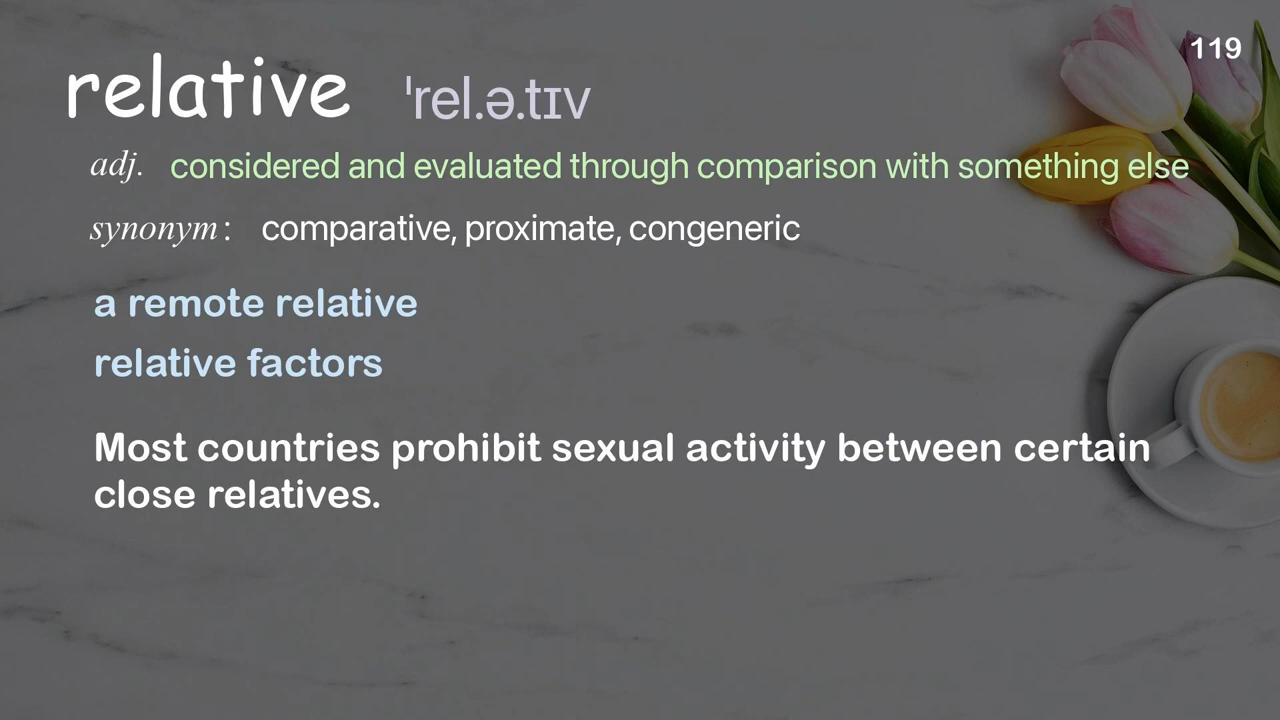 119
relative ˈrel.ə.tɪv
adj. considered and evaluated through comparison with something else
synonym: comparative, proximate, congeneric
a remote relative
relative factors
Most countries prohibit sexual activity between certain
close relatives.